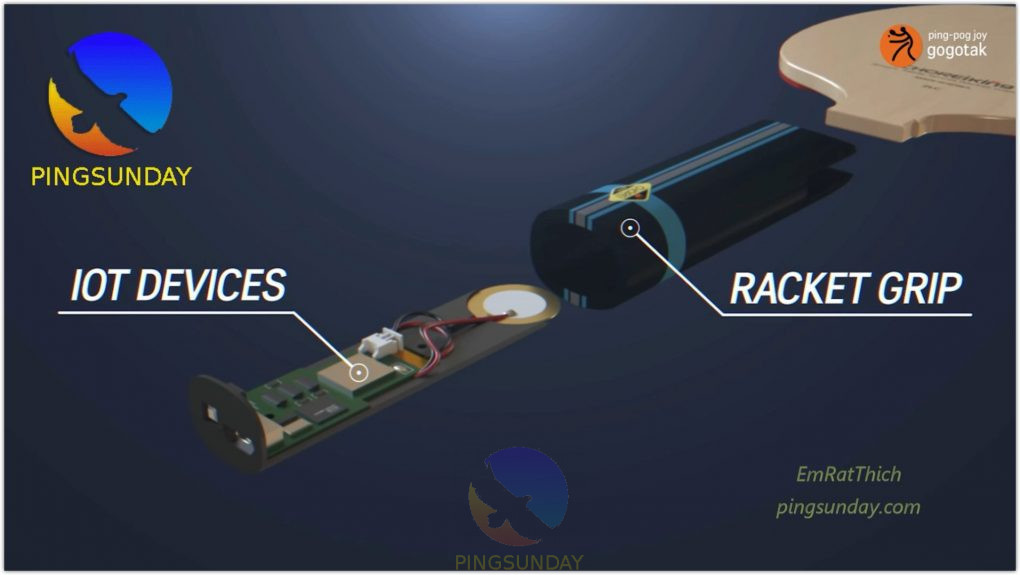 ping-pog joy
gogotak
PINGSUNDAY
IOT DEVICES
RACKET GRIP
EmRatThich
pingsunday.com
PINGSUNDAY